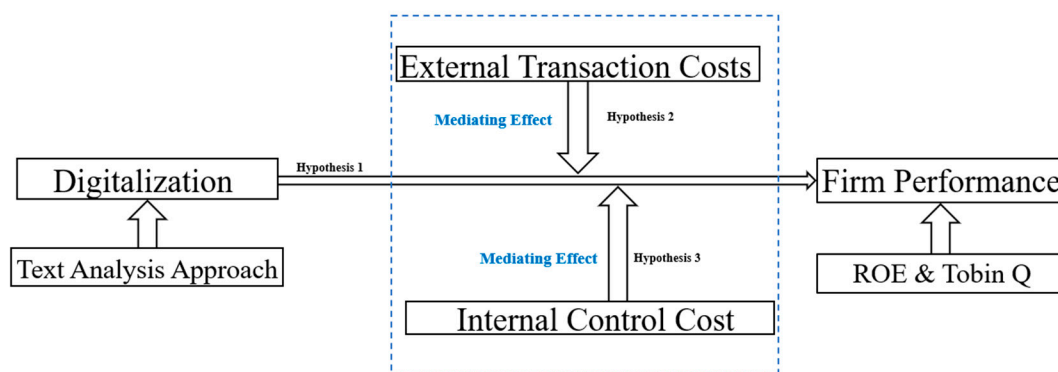 External Transaction Costs
Mediating Effect
Hypothesis 2
Digitalization
Hypothesis 1
Firm Performance
Text Analysis Approach
Mediating Effect
Hypothesis 3
ROE & Tobin Q
Internal Control Cost